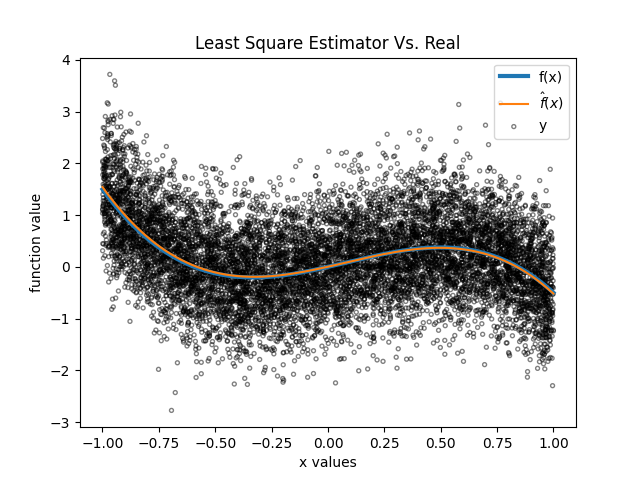 Least Square Estimator Vs. Real
f(x)
f̂(x)
y
4
3
2
1
0
−1
−2
−3
function value
−1.00 −0.75 −0.50 −0.25 0.00 0.25 0.50 0.75 1.00
x values